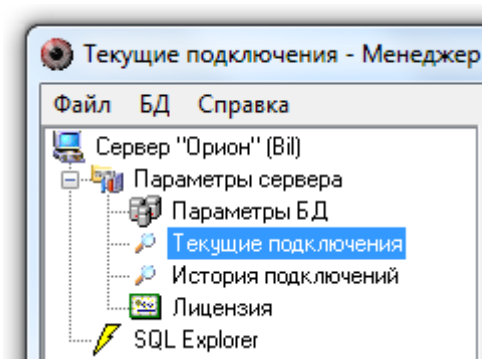 Текущие подключения - Менеджер
Файл БД Справка
Сервер "Орион" (Bil)
Параметры сервера
Параметры БД
Текущие подключения
История подключений
Лицензия
SQL Explorer